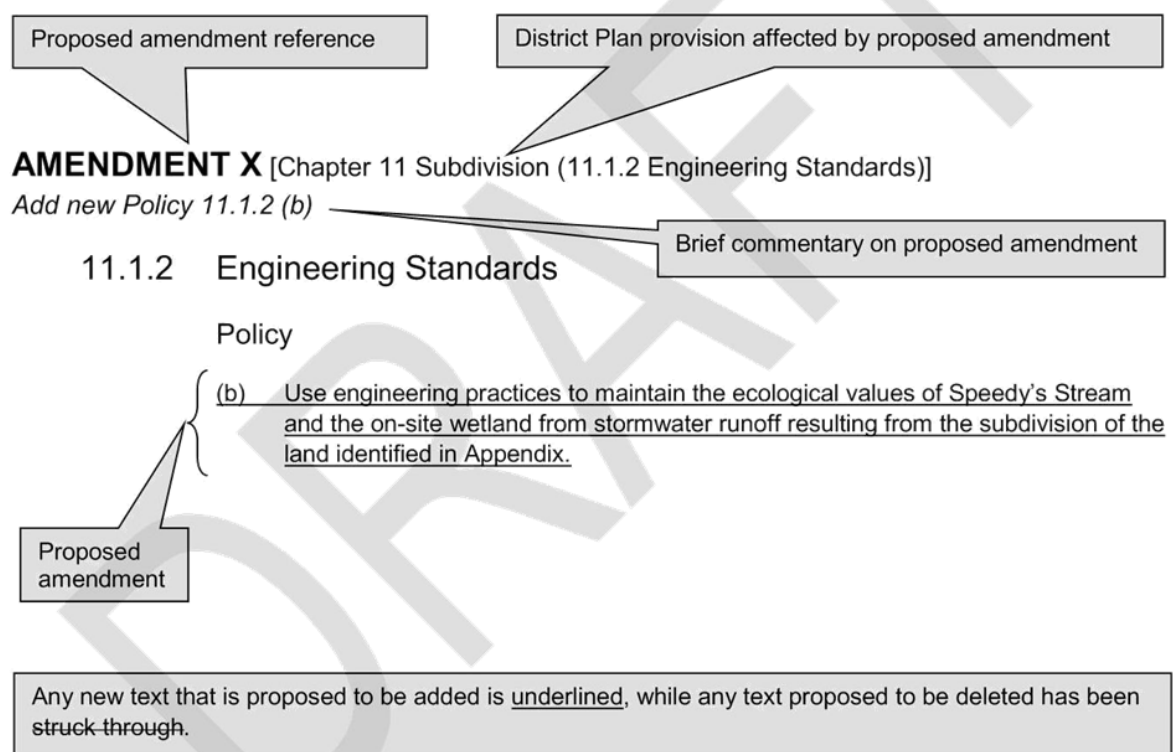 Proposed amendment reference
District Plan provision affected by proposed amendment
AMENDMENT X [Chapter 11 Subdivision (11.1.2 Engineering Standards)]
Add new Policy 11.1.2 (b)
Brief commentary on proposed amendment
11.1.2 Engineering Standards
Policy
(b) Use engineering practices to maintain the ecological values of Speedy's Stream
and the on-site wetland from stormwater runoff resulting from the subdivision of the
land identified in Appendix.
Proposed
amendment
Any new text that is proposed to be added is underlined, while any text proposed to be deleted has been
struck through.
DRAFT